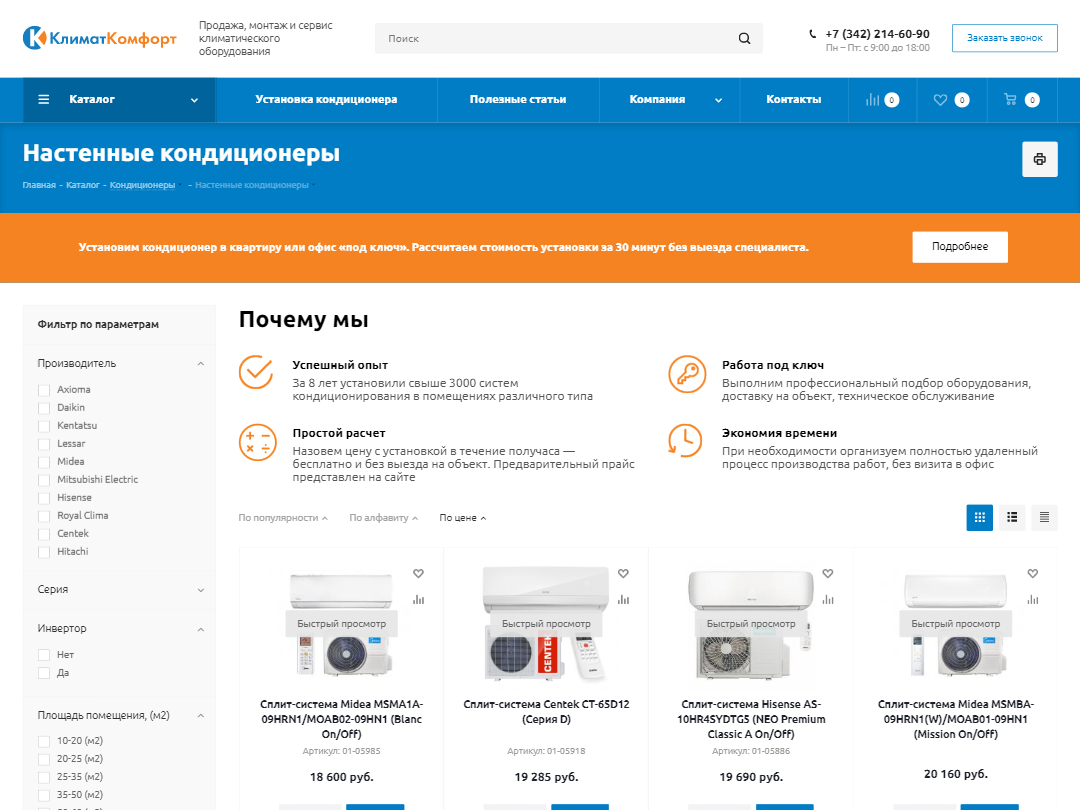 КлиматКомфорт
Продажа, монтаж и сервис
климатического
оборудования
Поиск
+7 (342) 214-60-90
Пн – Пт: с 9:00 до 18:00
Заказать звонок
Каталог
Установка кондиционера
Полезные статьи
Компания
Контакты
0
0
0
Настенные кондиционеры
Главная - Каталог - Кондиционеры - Настенные кондиционеры
Установим кондиционер в квартиру или офис «под ключ». Рассчитаем стоимость установки за 30 минут без выезда специалиста.
Подробнее
Фильтр по параметрам
Производитель
Axioma
Daikin
Kentatsu
Lessar
Midea
Mitsubishi Electric
Hisense
Royal Clima
Centek
Hitachi
Серия
Инвертор
Нет
Да
Площадь помещения, (м2)
10-20 (м2)
20-25 (м2)
25-35 (м2)
35-50 (м2)
Почему мы
Успешный опыт
За 8 лет установили свыше 3000 систем
кондиционирования в помещениях различного типа
Работа под ключ
Выполним профессиональный подбор оборудования,
доставку на объект, техническое обслуживание
Простой расчет
Назовем цену с установкой в течение получаса —
бесплатно и без выезда на объект. Предварительный прайс
представлен на сайте
Экономия времени
При необходимости организуем полностью удаленный
процесс производства работ, без визита в офис
По популярности
По алфавиту
По цене
Быстрый просмотр
Быстрый просмотр
Быстрый просмотр
Быстрый просмотр
CENTEK
Сплит-система Midea MSMA1A-
09HRN1/MOAB02-09HN1 (Blanc
On/Off)
Артикул: 01-05985
18 600 руб.
Сплит-система Centek CT-65D12
(Серия D)
Артикул: 01-05918
19 285 руб.
Сплит-система Hisense AS-
10HR4SYDTG5 (NEO Premium
Classic A On/Off)
Артикул: 01-05886
19 690 руб.
Сплит-система Midea MSMBA-
09HRN1(W)/MOAB01-09HN1
(Mission On/Off)
20 160 руб.